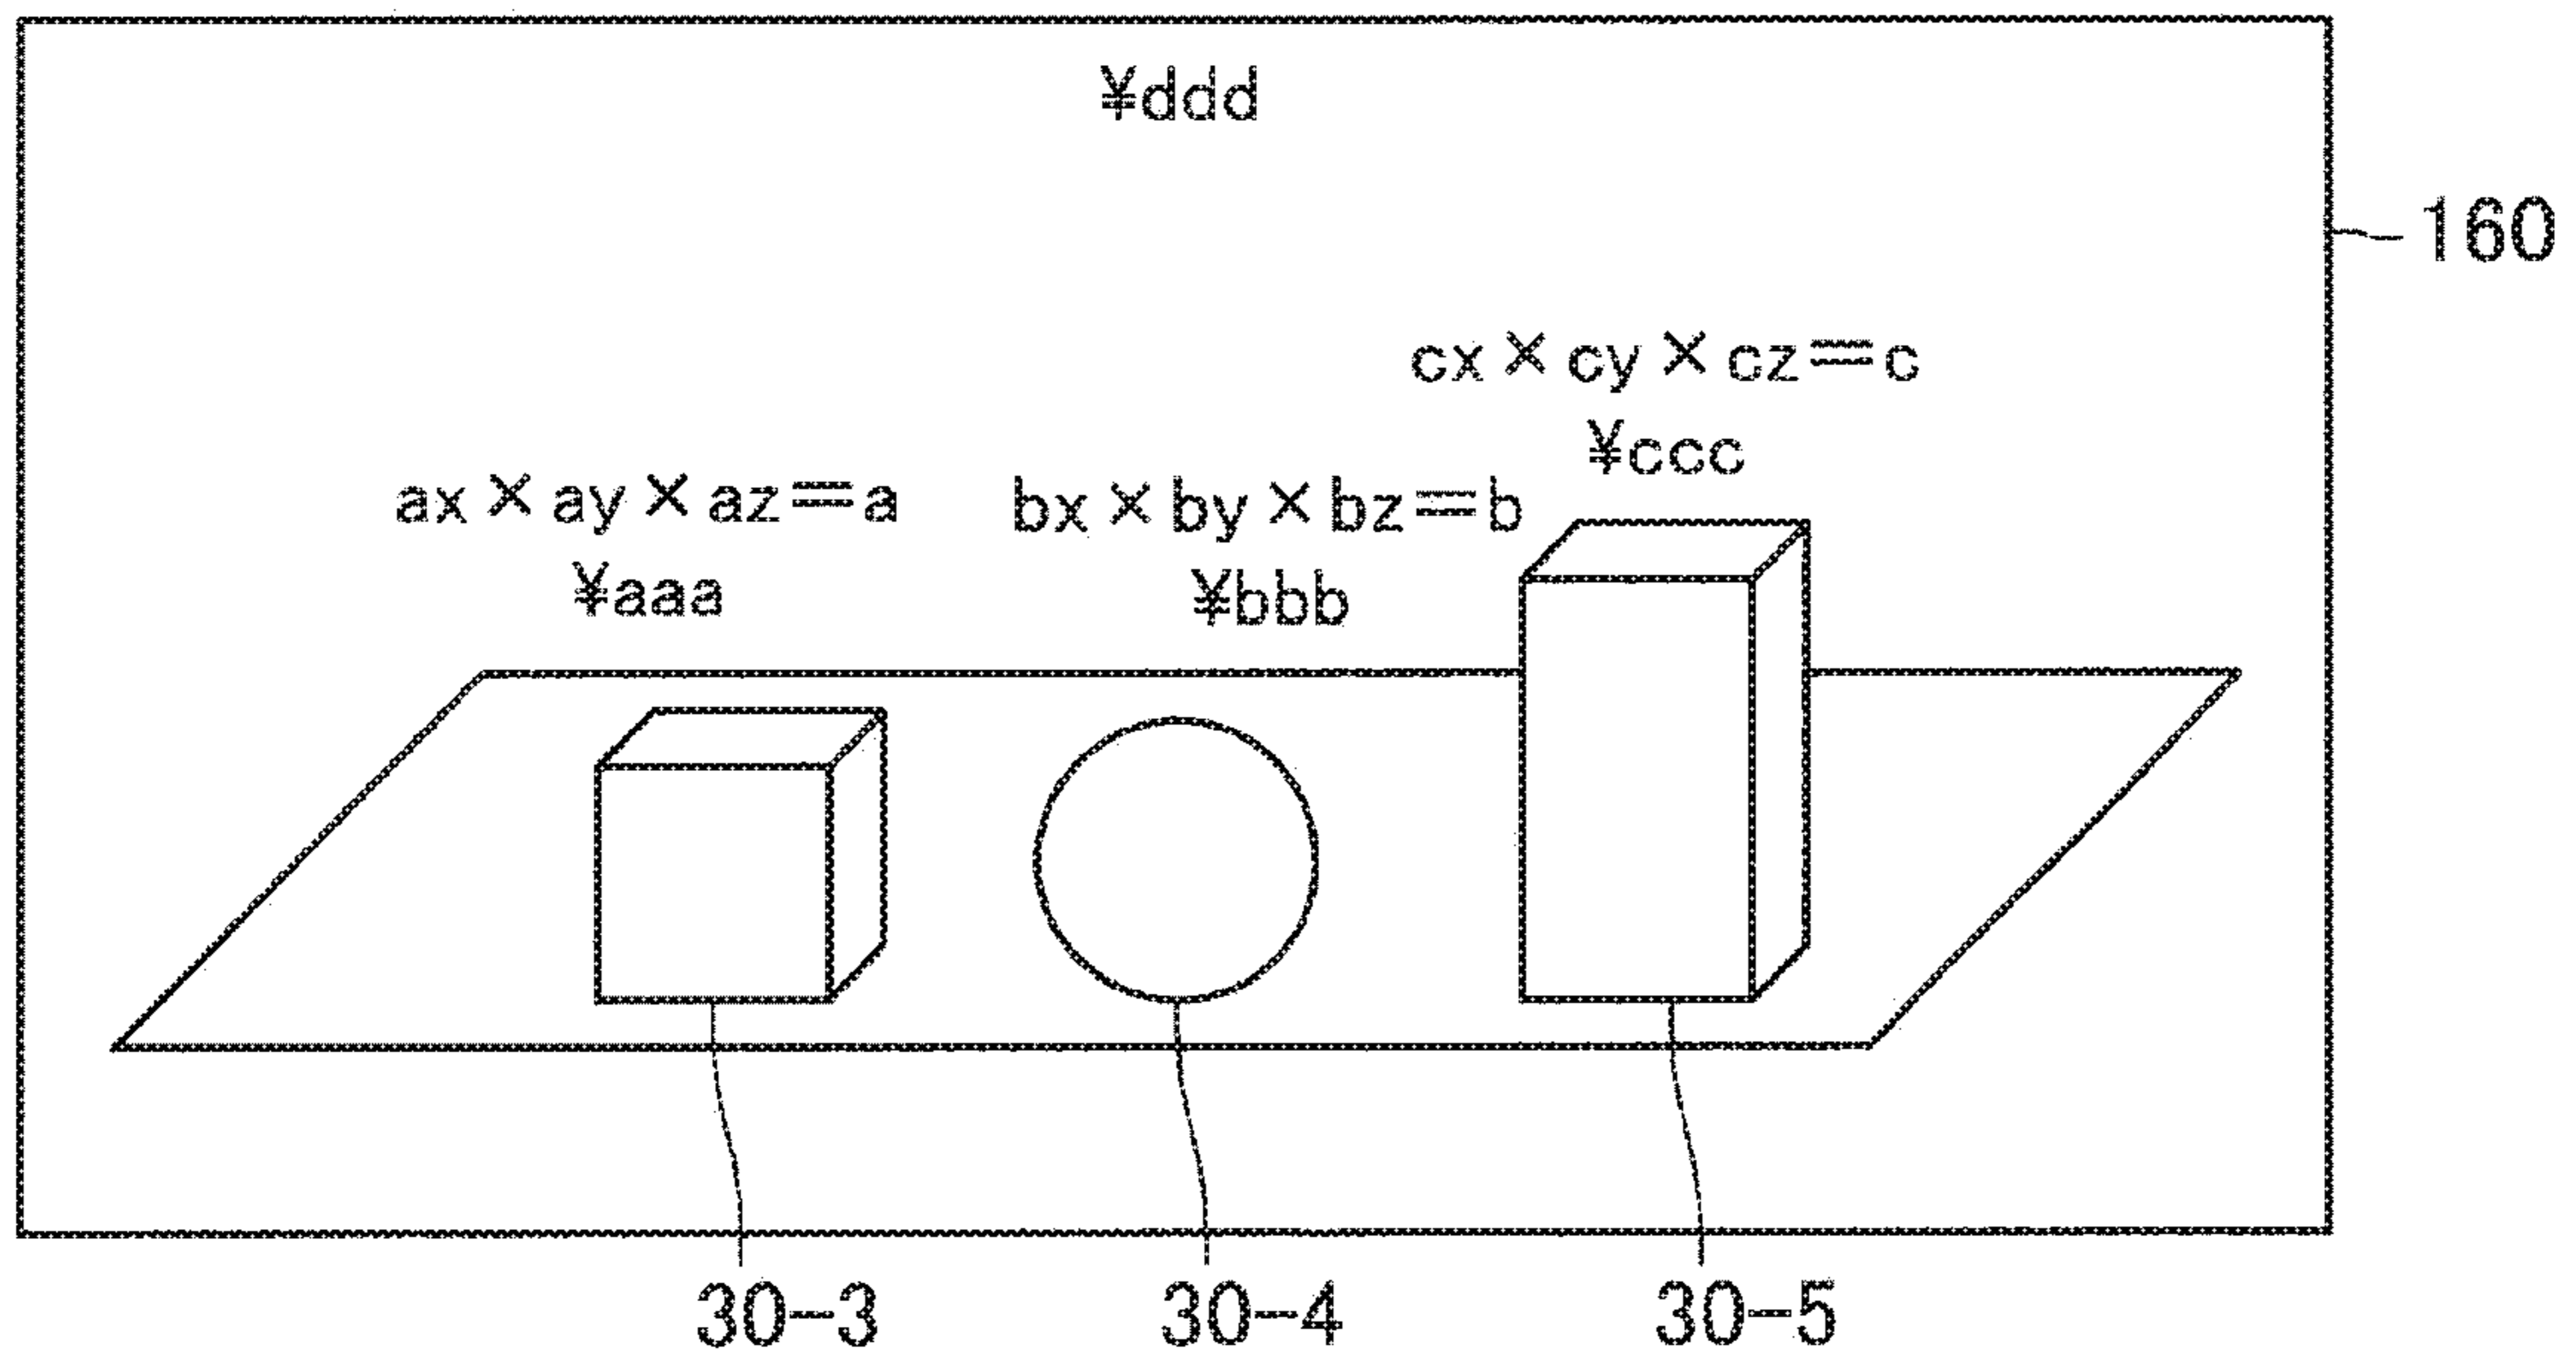 ¥ddd
160
cx×cy×cz=c
¥ccc
ax×ay×az=a
¥aaa
bx×by×bz=b
¥bbb
30-3
30-4
30-5